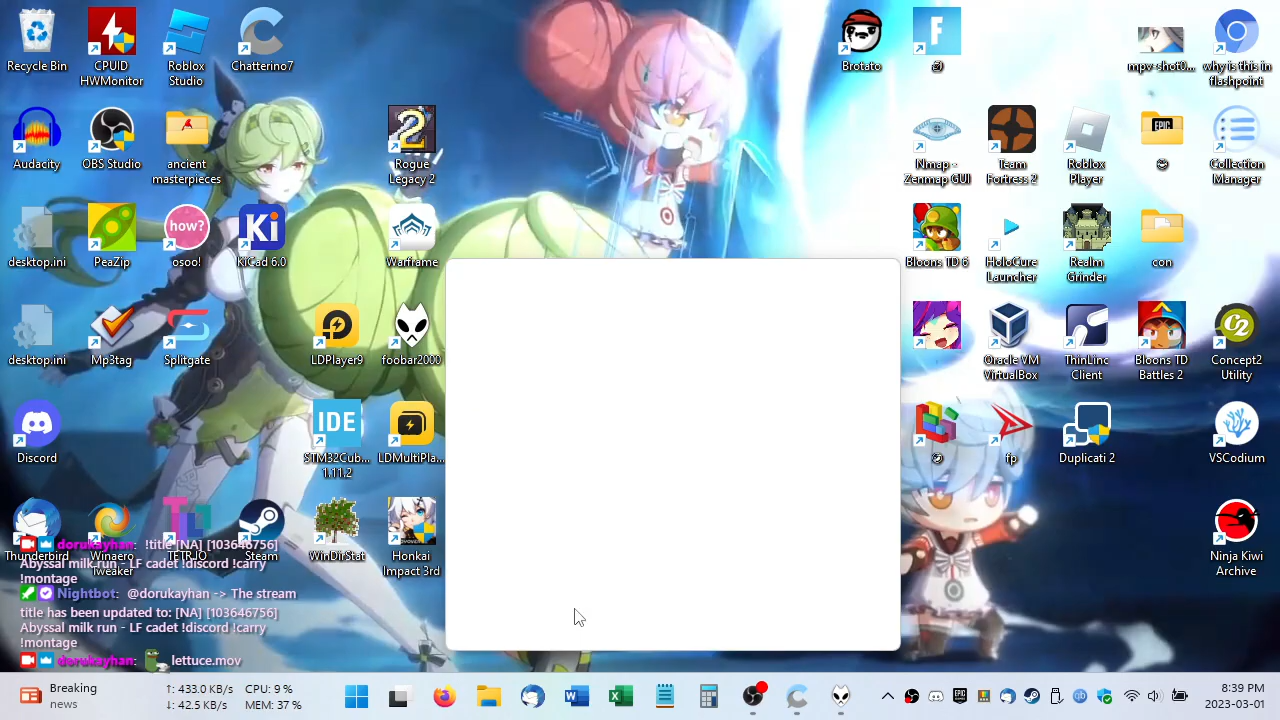 Recycle Bin
CPUID
HWMonitor
Roblox
Studio
Chatterino7
Brotato
mpv-shot0...
why is this in
flashpoint
Audacity
OBS Studio
ancient
masterpieces
2
Rogue
Legacy 2
Nmap -
Zenmap GUI
Team
Fortress 2
Roblox
Player
EPIC
Collection
Manager
desktop.ini
PeaZip
how?
osoo!
Ki
KiCad 6.0
Warframe
Bloons TD 6
HoloCure
Launcher
Realm
Grinder
con
desktop.ini
Mp3tag
Splitgate
LDPlayer9
foobar2000
Oracle VM
VirtualBox
ThinLinc
Client
Bloons TD
Battles 2
Concept2
Utility
Discord
IDE
STM32Cub...
1.11.2
LDMultiPla...
fp
Duplicati 2
VSCodium
Thunderbird
Winaero
Tweaker
TETR.IO
Steam
WinDirStat
Honkai
Impact 3rd
Ninja Kiwi
Archive
dorukayhan: !title [NA] [103646756]
Abyssal milk run - LF cadet !discord !carry
!montage
Nightbot: @dorukayhan -> The stream
title has been updated to: [NA] [103646756]
Abyssal milk run - LF cadet !discord !carry
!montage
dorukayhan: lettuce.mov
Breaking
news
↑: 433.0 KB/S CPU: 9 %
↓: 42.3 KB/S MEM: 37 %
8:39 PM
2023-03-01